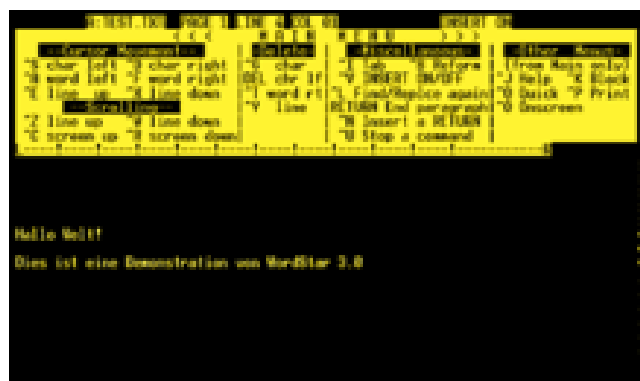 A:TEST.TXT PAGE 1 LINE 4 COL 03 INSERT ON
< < < M A I N M E N U > > >
--Cursor Movement-- | -Delete- | -Miscellaneous- | -Other Menus-
^S char left ^D char right | ^G char | ^I Tab ^B Reform | (from Main only)
^A word left ^F word right | DEL chr lf | ^V INSERT ON/OFF | ^J Help ^K Block
^E line up ^X line down | ^T word rt | ^L Find/Replce again | ^Q Quick ^P Print
--Scrolling-- | ^Y line | RETURN End paragraph | ^O Onscreen
^Z line up ^W line down | ^N Insert a RETURN
^C screen up ^R screen down | ^U Stop a command
Hallo Welt!
Dies ist eine Demonstration von WordStar 3.0